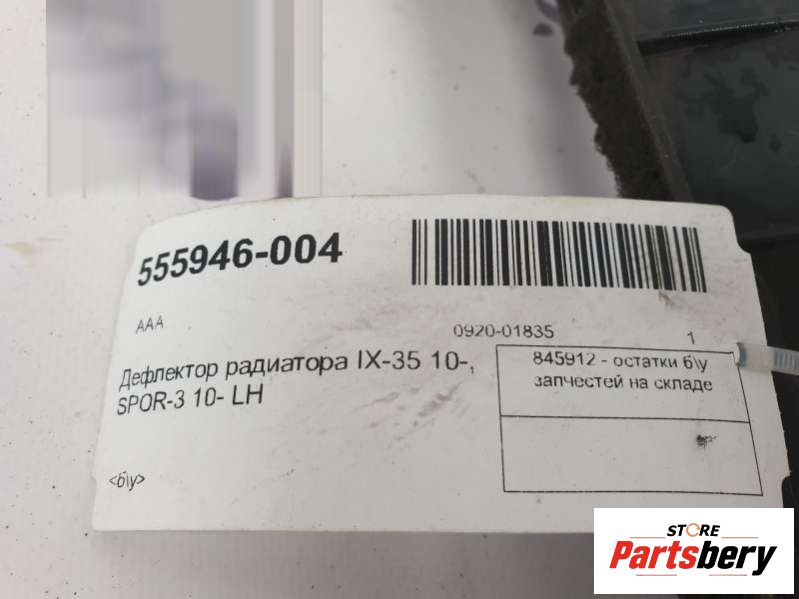 555946-004
AAA
0920-01835
1
Дефлектор радиатора IX-35 10-,
SPOR-3 10- LH
845912 - остатки б\у
запчестей на складе
<б\у>
STORE
Partsbery